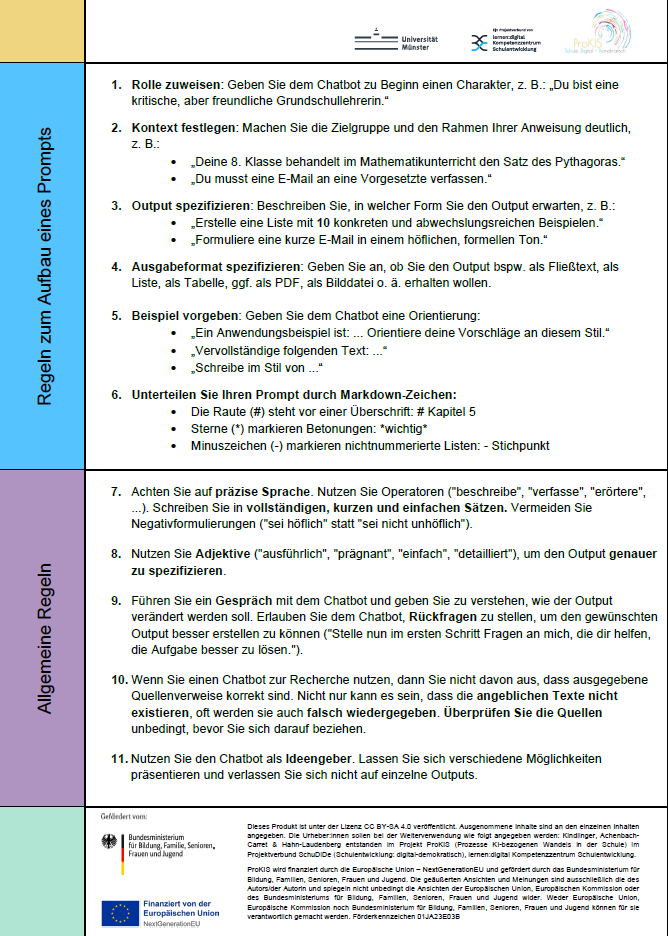 Universität
Münster
Ein Projektverbund von
lernen:digital
Kompetenzzentrum
Schulentwicklung
ProKIS
Schule. Digital. Demokratisch.
Regeln zum Aufbau eines Prompts
1. Rolle zuweisen: Geben Sie dem Chatbot zu Beginn einen Charakter, z. B.: „Du bist eine
kritische, aber freundliche Grundschullehrerin.“
2. Kontext festlegen: Machen Sie die Zielgruppe und den Rahmen Ihrer Anweisung deutlich,
z. B.:
• „Deine 8. Klasse behandelt im Mathematikunterricht den Satz des Pythagoras.“
• „Du musst eine E-Mail an eine Vorgesetzte verfassen.“
3. Output spezifizieren: Beschreiben Sie, in welcher Form Sie den Output erwarten, z. B.:
• „Erstelle eine Liste mit 10 konkreten und abwechslungsreichen Beispielen.“
• „Formuliere eine kurze E-Mail in einem höflichen, formellen Ton.“
4. Ausgabeformat spezifizieren: Geben Sie an, ob Sie den Output bspw. als Fließtext, als
Liste, als Tabelle, ggf. als PDF, als Bilddatei o. ä. erhalten wollen.
5. Beispiel vorgeben: Geben Sie dem Chatbot eine Orientierung:
• „Ein Anwendungsbeispiel ist: ... Orientiere deine Vorschläge an diesem Stil.“
• „Vervollständige folgenden Text: ...“
• „Schreibe im Stil von ...“
6. Unterteilen Sie Ihren Prompt durch Markdown-Zeichen:
• Die Raute (#) steht vor einer Überschrift: # Kapitel 5
• Sterne (*) markieren Betonungen: *wichtig*
• Minuszeichen (-) markieren nichtnummerierte Listen: - Stichpunkt
Allgemeine Regeln
7. Achten Sie auf präzise Sprache. Nutzen Sie Operatoren ("beschreibe", "verfasse", "erörtere",
...). Schreiben Sie in vollständigen, kurzen und einfachen Sätzen. Vermeiden Sie
Negativformulierungen ("sei höflich" statt "sei nicht unhöflich").
8. Nutzen Sie Adjektive ("ausführlich", "prägnant", "einfach", "detailliert"), um den Output genauer
zu spezifizieren.
9. Führen Sie ein Gespräch mit dem Chatbot und geben Sie zu verstehen, wie der Output
verändert werden soll. Erlauben Sie dem Chatbot, Rückfragen zu stellen, um den gewünschten
Output besser erstellen zu können ("Stelle nun im ersten Schritt Fragen an mich, die dir helfen,
die Aufgabe besser zu lösen.").
10. Wenn Sie einen Chatbot zur Recherche nutzen, dann Sie nicht davon aus, dass ausgegebene
Quellenverweise korrekt sind. Nicht nur kann es sein, dass die angeblichen Texte nicht
existieren, oft werden sie auch falsch wiedergegeben. Überprüfen Sie die Quellen
unbedingt, bevor Sie sich darauf beziehen.
11. Nutzen Sie den Chatbot als Ideengeber. Lassen Sie sich verschiedene Möglichkeiten
präsentieren und verlassen Sie sich nicht auf einzelne Outputs.
Gefördert vom:
Bundesministerium
für Bildung, Familie, Senioren,
Frauen und Jugend
Finanziert von der
Europäischen Union
NextGenerationEU
Dieses Produkt ist unter der Lizenz CC BY-SA 4.0 veröffentlicht. Ausgenommene Inhalte sind an den einzelnen Inhalten
angegeben. Die Urheber:innen sollen bei der Weiterverwendung wie folgt angegeben werden: Kindlinger, Achenbach-
Carret & Hahn-Laudenberg entstanden im Projekt ProKIS (Prozesse KI-bezogenen Wandels in der Schule) im
Projektverbund SchuDiDe (Schulentwicklung: digital-demokratisch), lernen:digital Kompetenzzentrum Schulentwicklung.
ProKIS wird finanziert durch die Europäische Union – NextGenerationEU und gefördert durch das Bundesministerium für
Bildung, Familien, Senioren, Frauen und Jugend. Die geäußerten Ansichten und Meinungen sind ausschließlich die des
Autors/der Autorin und spiegeln nicht unbedingt die Ansichten der Europäischen Union, Europäischen Kommission oder
des Bundesministeriums für Bildung, Familien, Senioren, Frauen und Jugend wider. Weder Europäische Union,
Europäische Kommission noch Bundesministerium für Bildung, Familien, Senioren, Frauen und Jugend können für sie
verantwortlich gemacht werden. Förderkennzeichen 01JA23E03B